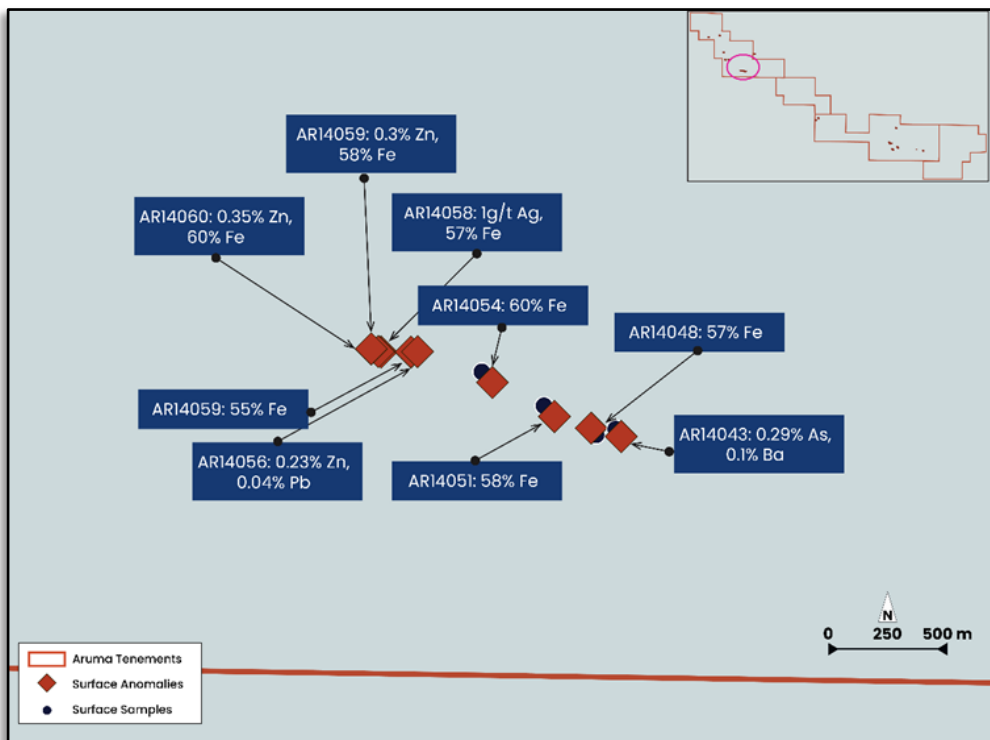 AR14059: 0.3% Zn,
58% Fe
AR14060: 0.35% Zn,
60% Fe
AR14058: 1g/t Ag,
57% Fe
AR14054: 60% Fe
AR14048: 57% Fe
AR14059: 55% Fe
AR14056: 0.23% Zn,
0.04% Pb
AR14051: 58% Fe
AR14043: 0.29% As,
0.1% Ba
N
0 250 500 m
Aruma Tenements
Surface Anomalies
Surface Samples